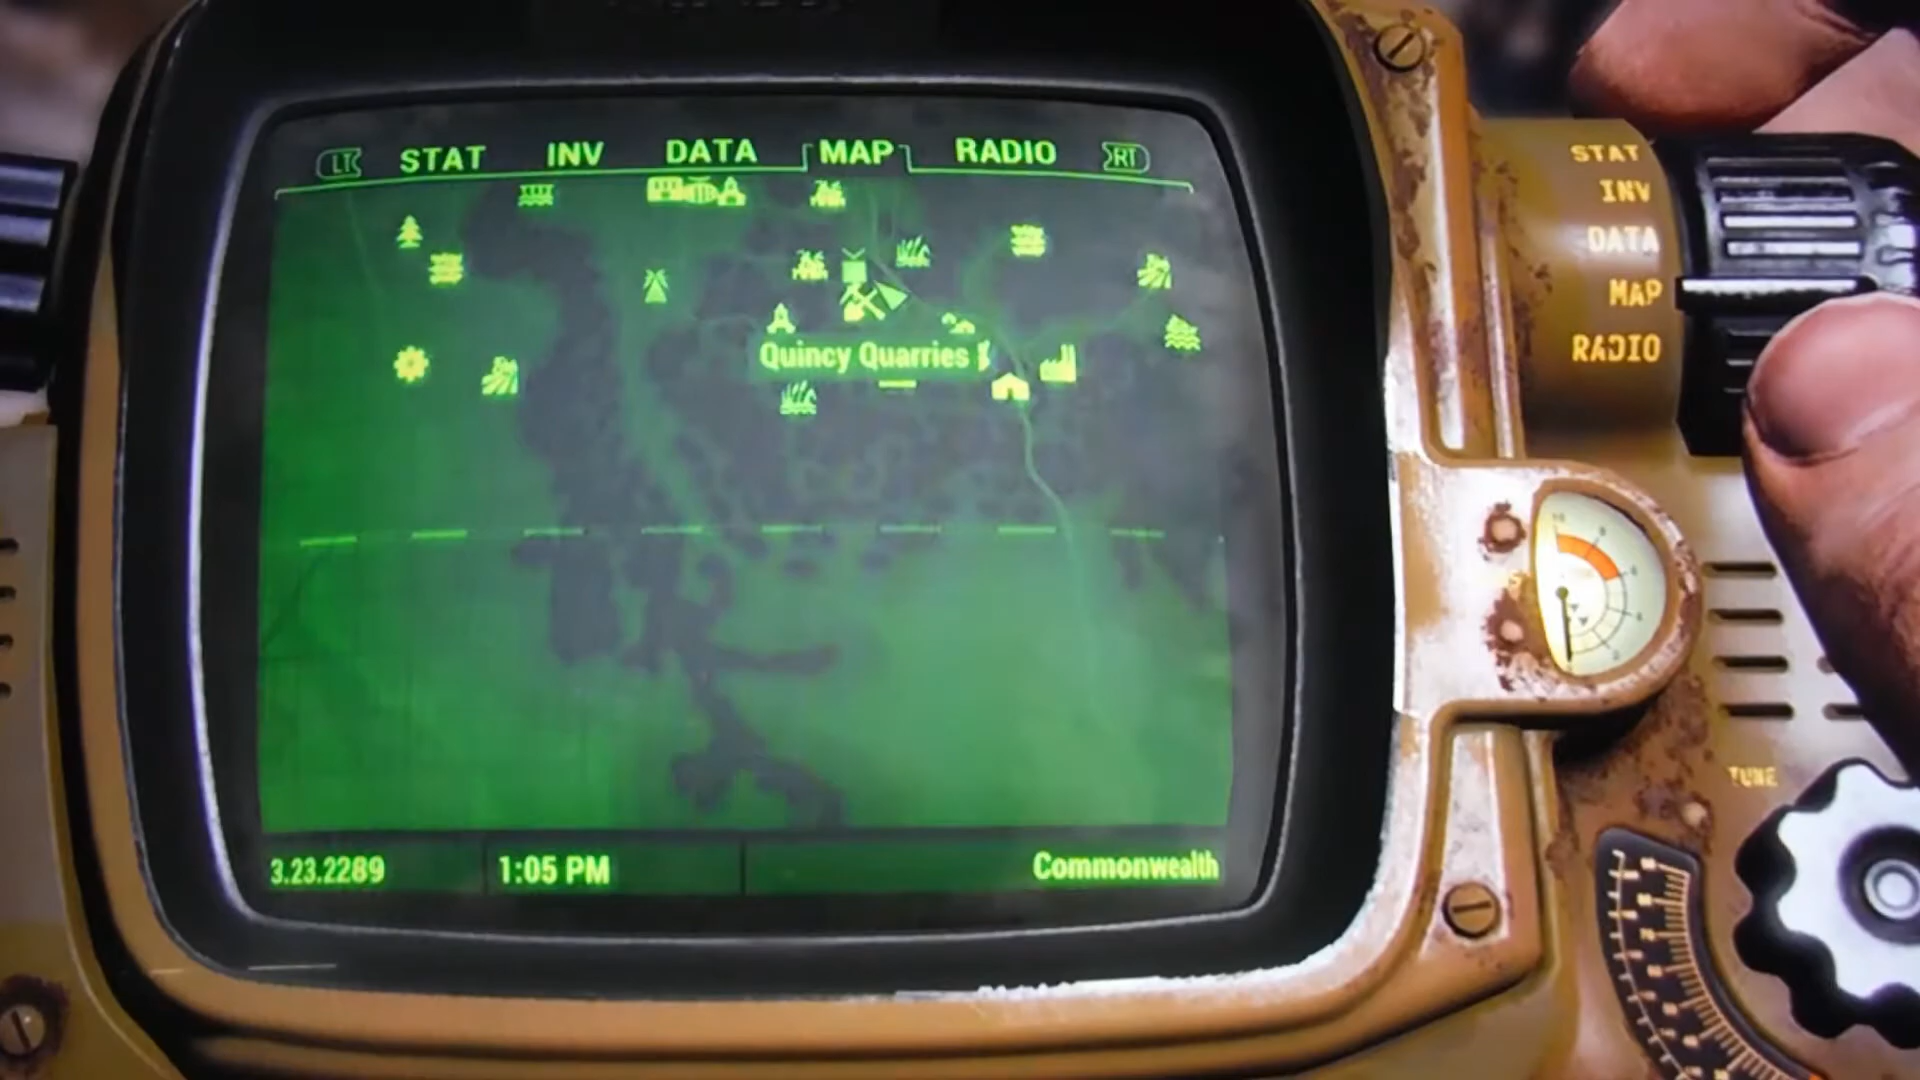 LT STAT INV DATA MAP RADIO RT
Quincy Quarries
3.23.2289 1:05 PM Commonwealth
STAT
INV
DATA
MAP
RADIO
TUNE